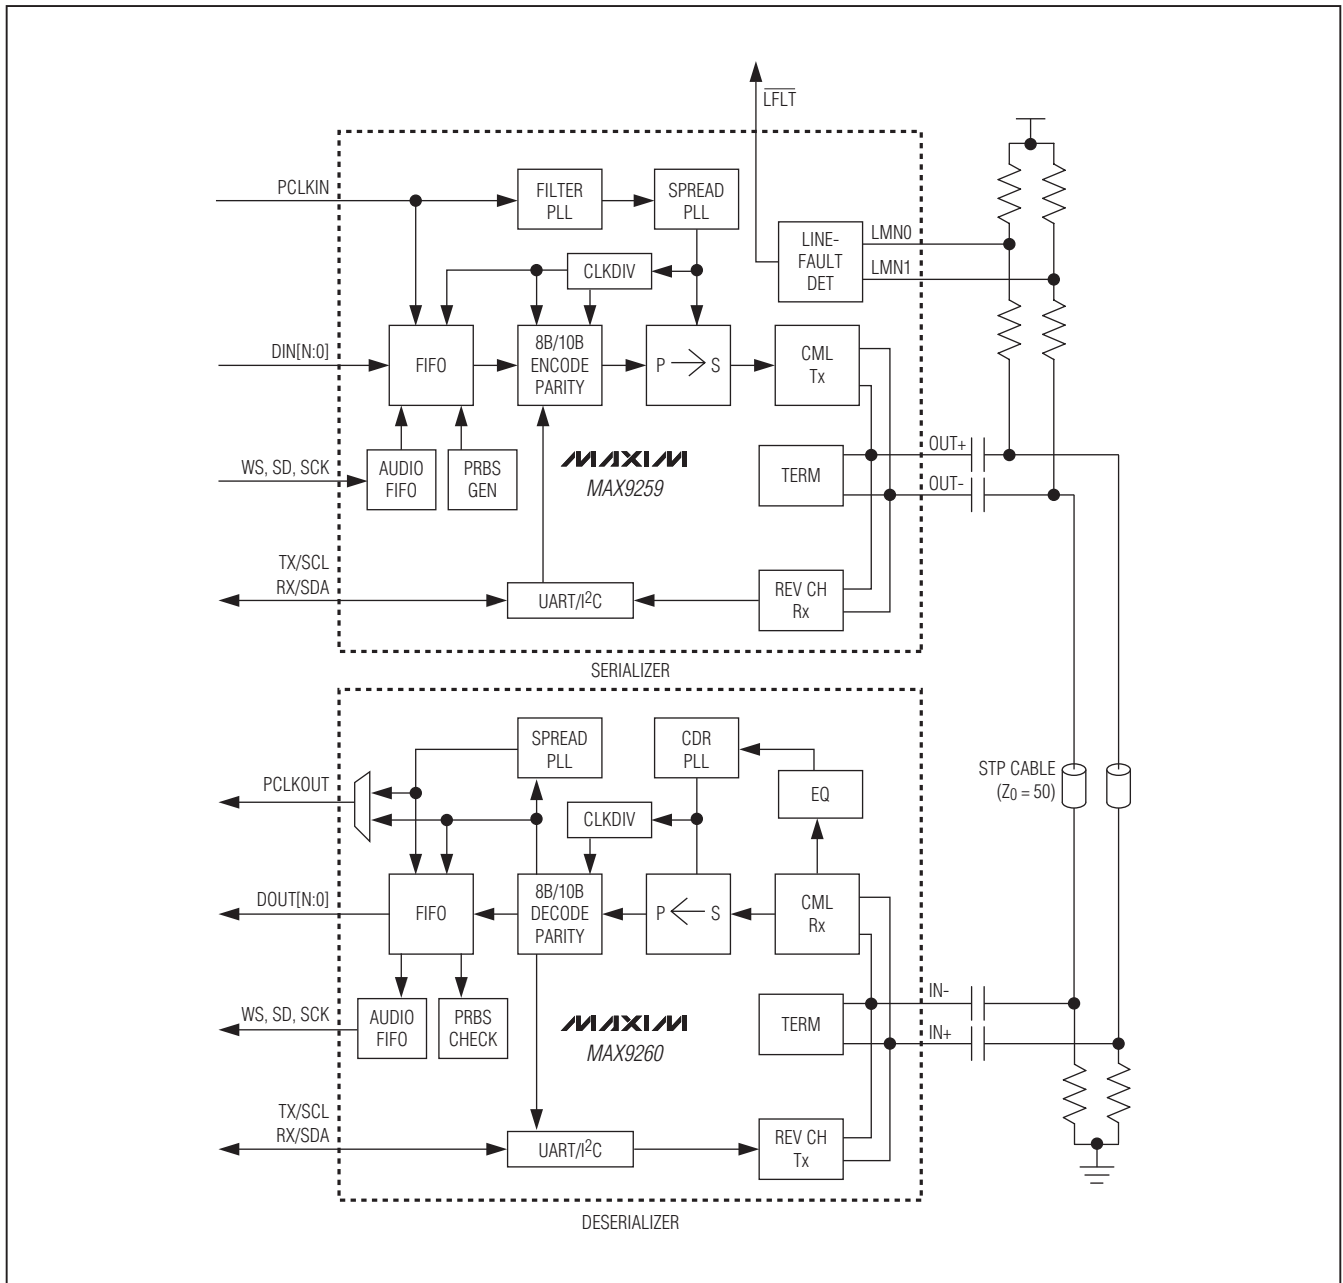 LFLT
PCLKIN
FILTER
PLL
SPREAD
PLL
LINE-
FAULT
DET
LMN0
LMN1
CLKDIV
DIN[N:0]
FIFO
8B/10B
ENCODE
PARITY
P
S
CML
Tx
WS, SD, SCK
AUDIO
FIFO
PRBS
GEN
MAXIM
MAX9259
TERM
OUT+
OUT-
TX/SCL
RX/SDA
UART/I2C
REV CH
Rx
SERIALIZER
SPREAD
PLL
CDR
PLL
PCLKOUT
EQ
STP CABLE
(Z0 = 50)
CLKDIV
DOUT[N:0]
FIFO
8B/10B
DECODE
PARITY
P
S
CML
Rx
WS, SD, SCK
AUDIO
FIFO
PRBS
CHECK
MAXIM
MAX9260
TERM
IN-
IN+
TX/SCL
RX/SDA
UART/I2C
REV CH
Tx
DESERIALIZER